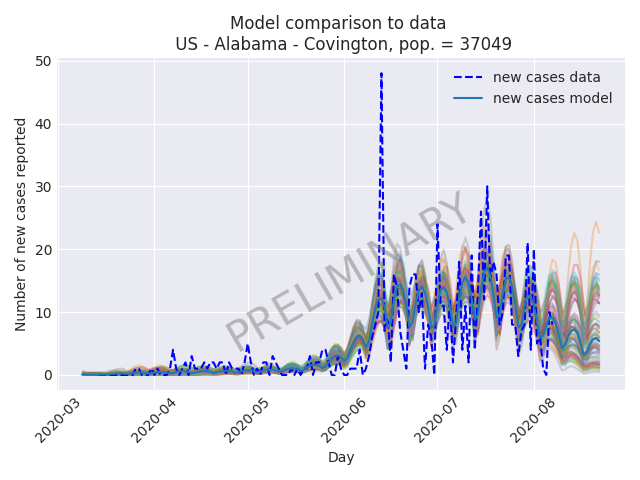 Model comparison to data
US - Alabama - Covington, pop. = 37049
new cases data
new cases model
PRELIMINARY
Number of new cases reported
50
40
30
20
10
0
2020-03
2020-04
2020-05
2020-06
2020-07
2020-08
Day